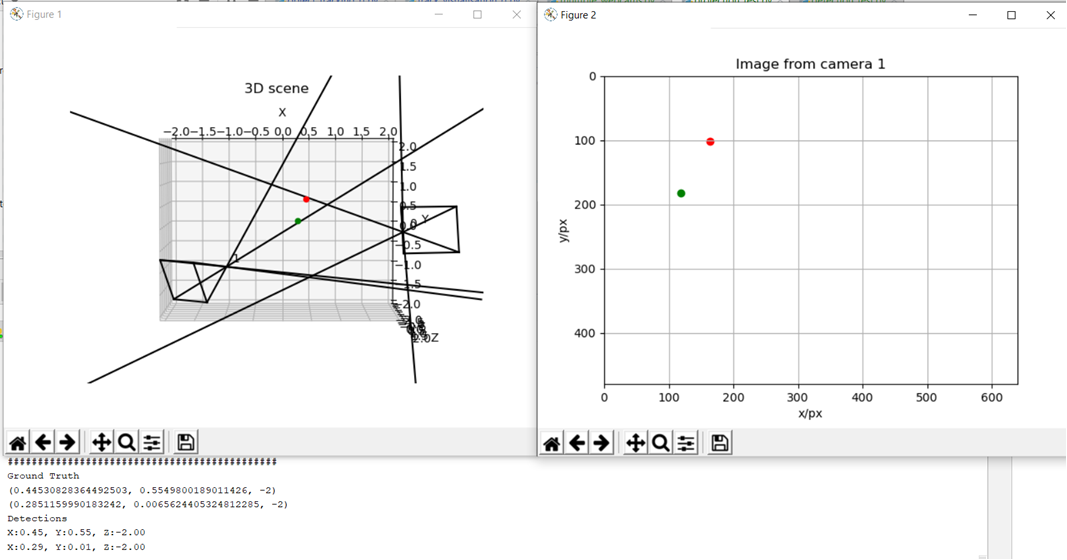 Figure 1
3D scene
X
-2.0 -1.5 -1.0 -0.5 0.0 0.5 1.0 1.5 2.0
2.0
1.5
1.0
0.5
Y
0.0
-0.5
1
-1.0
-1.5
-2.0
2.0Z
Figure 2
Image from camera 1
0
100
200
y/px
300
400
0 100 200 300 400 500 600
x/px
###########################################
Ground Truth
(0.44530828364492503, 0.5549800189011426, -2)
(0.2851159990183242, 0.0065624405324812285, -2)
Detections
X:0.45, Y:0.55, Z:-2.00
X:0.29, Y:0.01, Z:-2.00